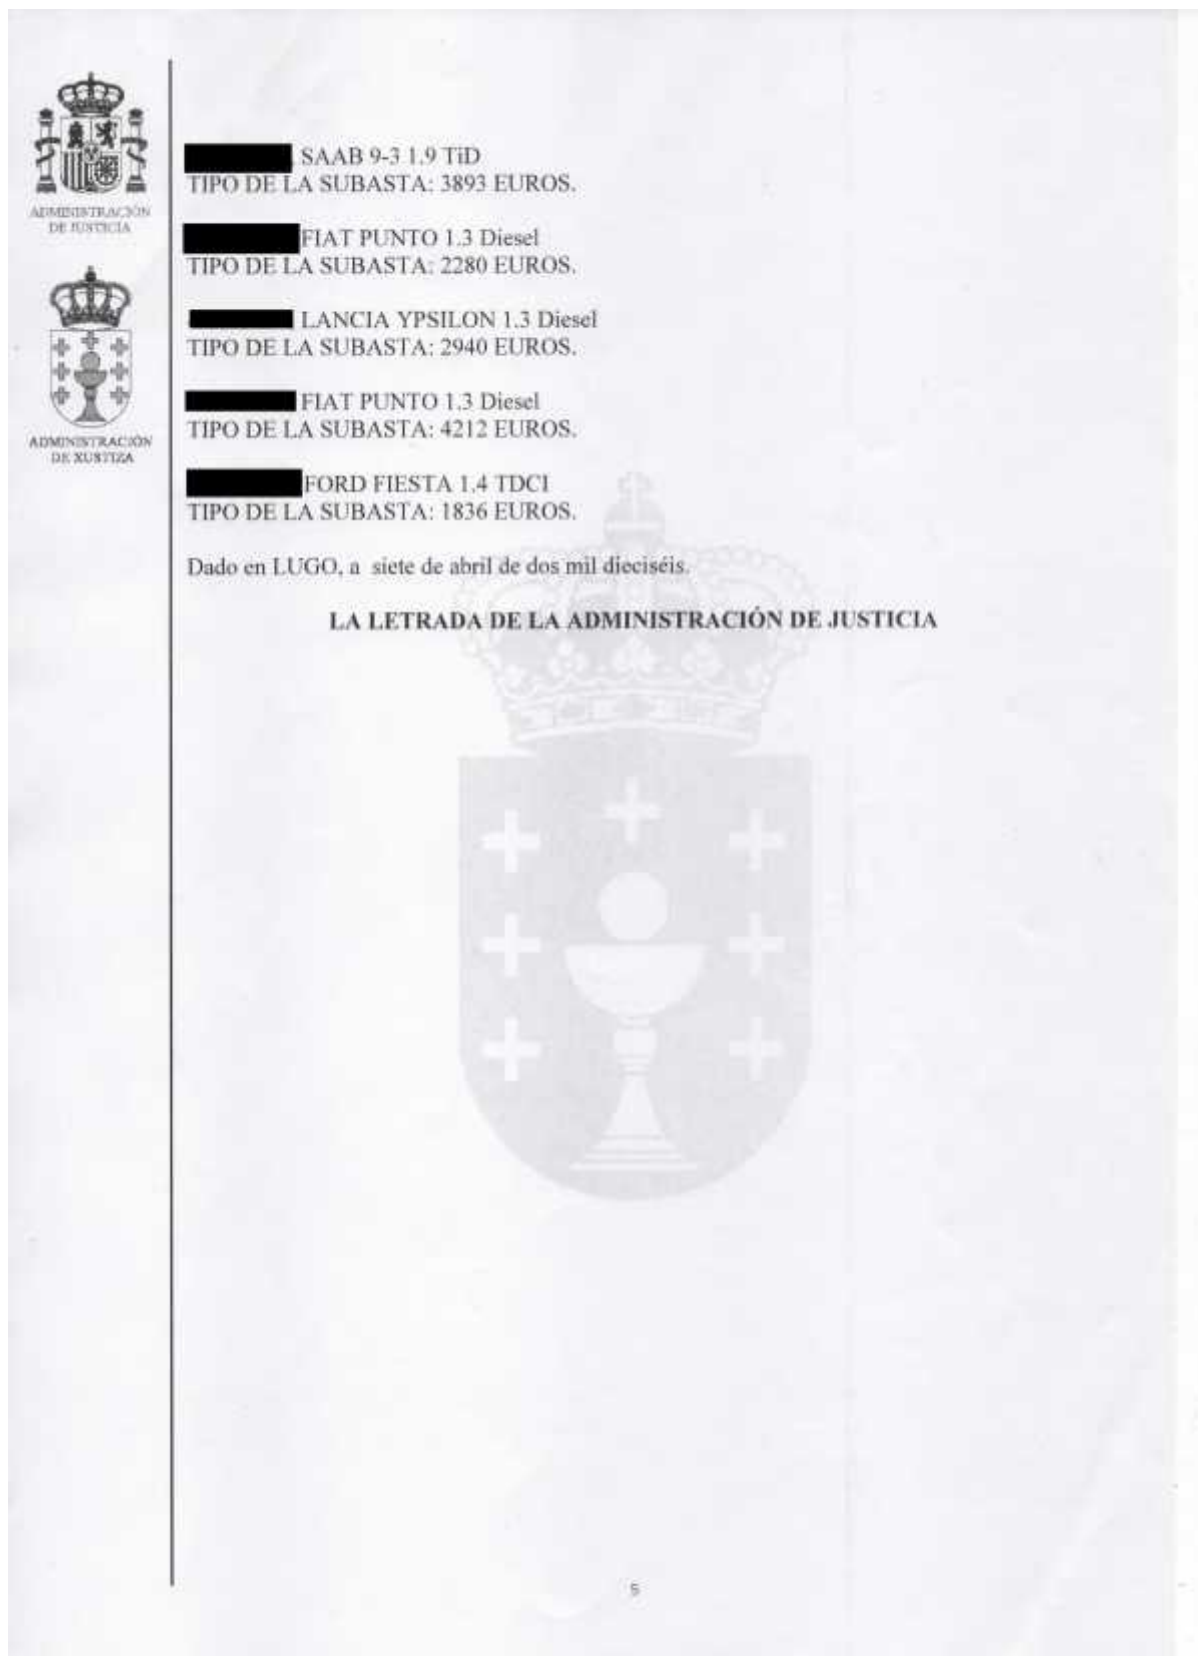 ADMINISTRACIÓN
DE JUSTICIA
ADMINISTRACIÓN
DE XUSTIZA
SAAB 9-3 1.9 TiD
TIPO DE LA SUBASTA: 3893 EUROS.
FIAT PUNTO 1.3 Diesel
TIPO DE LA SUBASTA: 2280 EUROS.
LANCIA YPSILON 1.3 Diesel
TIPO DE LA SUBASTA: 2940 EUROS.
FIAT PUNTO 1.3 Diesel
TIPO DE LA SUBASTA: 4212 EUROS.
FORD FIESTA 1.4 TDCI
TIPO DE LA SUBASTA: 1836 EUROS.
Dado en LUGO, a siete de abril de dos mil dieciséis.
LA LETRADA DE LA ADMINISTRACIÓN DE JUSTICIA
5